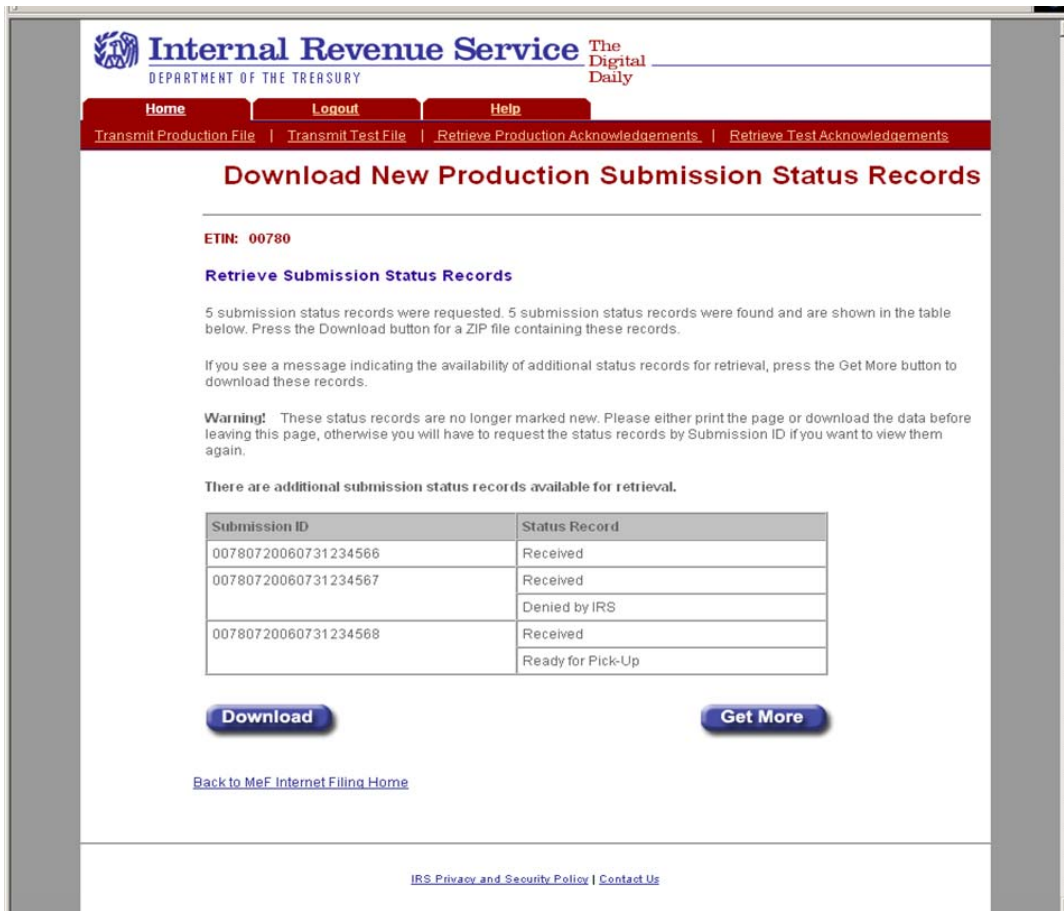 Internal Revenue Service The Digital Daily
DEPARTMENT OF THE TREASURY
Home Logout Help
Transmit Production File | Transmit Test File | Retrieve Production Acknowledgements | Retrieve Test Acknowledgements
Download New Production Submission Status Records
ETIN: 00780
Retrieve Submission Status Records
5 submission status records were requested. 5 submission status records were found and are shown in the table
below. Press the Download button for a ZIP file containing these records.
If you see a message indicating the availability of additional status records for retrieval, press the Get More button to
download these records.
Warning! These status records are no longer marked new. Please either print the page or download the data before
leaving this page, otherwise you will have to request the status records by Submission ID if you want to view them
again.
There are additional submission status records available for retrieval.
Submission ID Status Record
00780720060731234566 Received
00780720060731234567 Received
Denied by IRS
00780720060731234568 Received
Ready for Pick-Up
Download Get More
Back to MeF Internet Filing Home
IRS Privacy and Security Policy | Contact Us